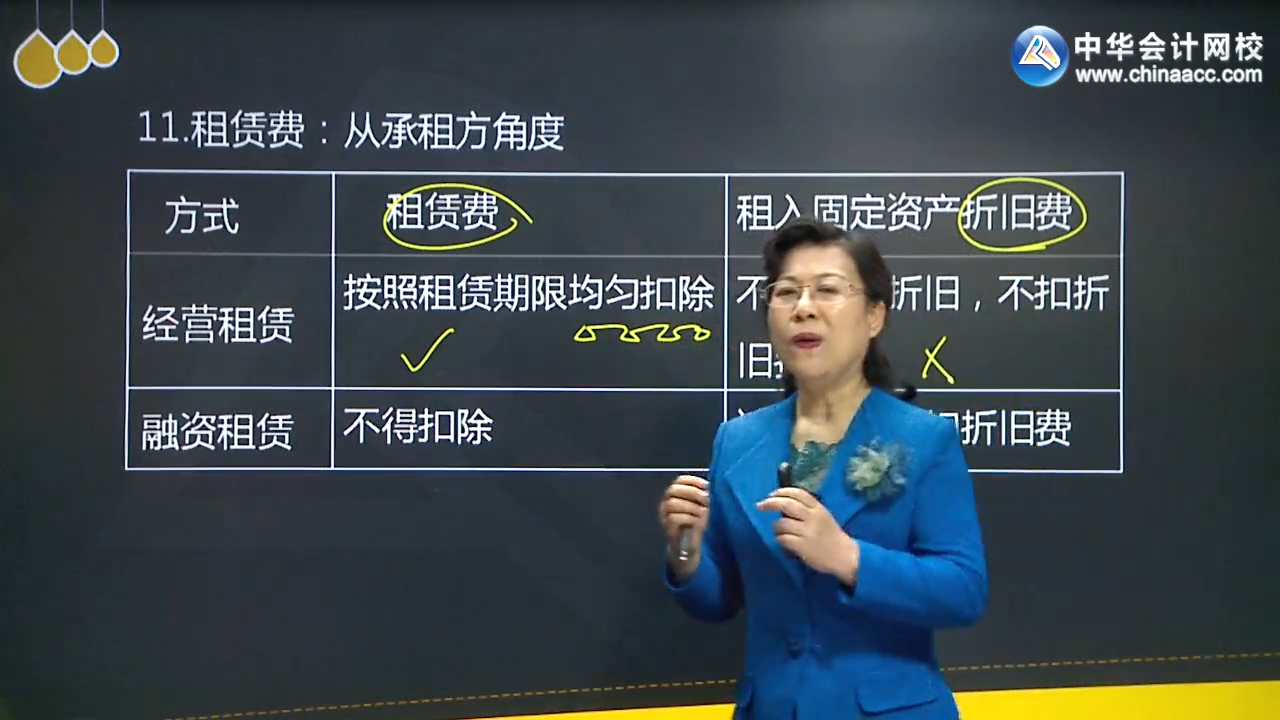 中华会计网校
www.chinaacc.com
11.租赁费：从承租方角度
方式
租赁费
租入固定资产折旧费
经营租赁
按照租赁期限均匀扣除
不 折旧，不扣折
旧
融资租赁
不得扣除
折旧费